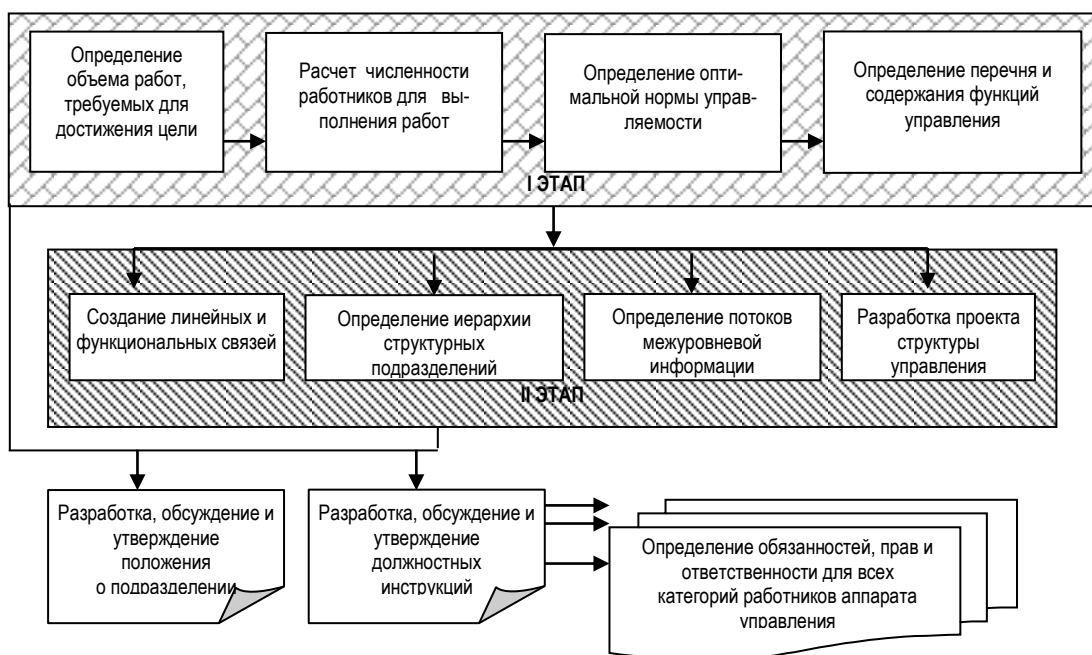 Определение
объема работ,
требуемых для
достижения цели
Расчет численности
работников для вы-
полнения работ
Определение опти-
мальной нормы управ-
ляемости
Определение перечня и
содержания функций
управления
I ЭТАП
Создание линейных и
функциональных связей
Определение иерархии
структурных
подразделений
Определение потоков
межуровневой
информации
Разработка проекта
структуры
управления
II ЭТАП
Разработка, обсуждение и
утверждение
положения
о подразделении
Разработка, обсуждение и
утверждение
должностных
инструкций
Определение обязанностей, прав и
ответственности для всех
категорий работников аппарата
управления